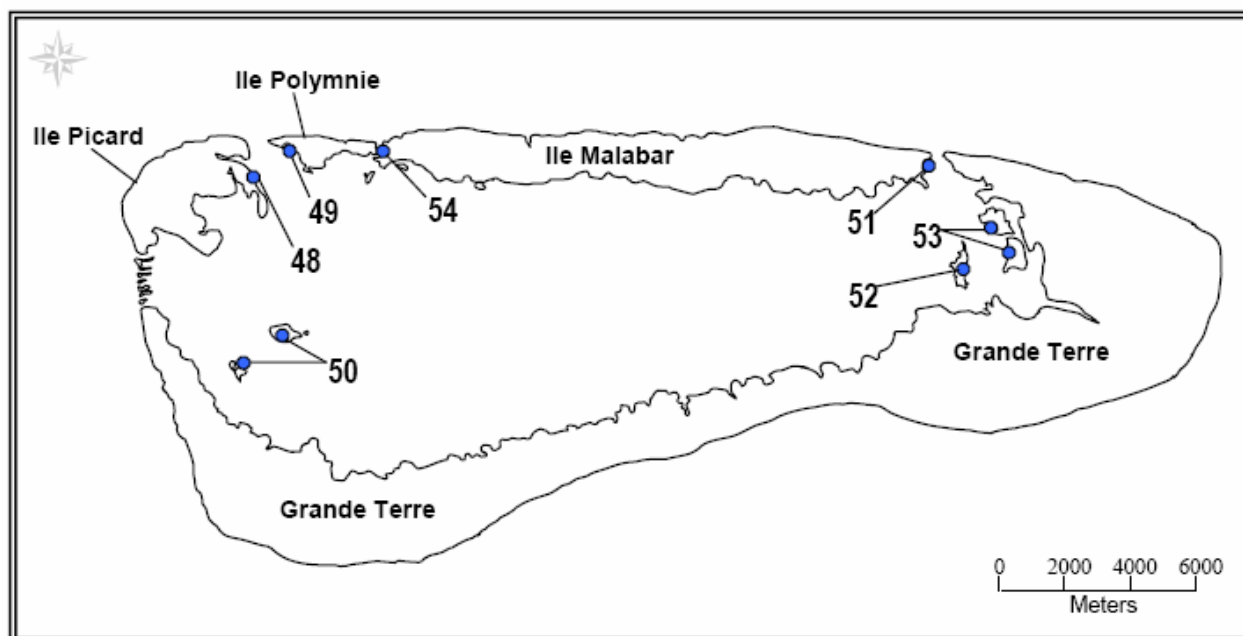 Ile Polymnie
Ile Picard
Ile Malabar
49
54
48
51
53
52
50
Grande Terre
Grande Terre
0 2000 4000 6000
Meters